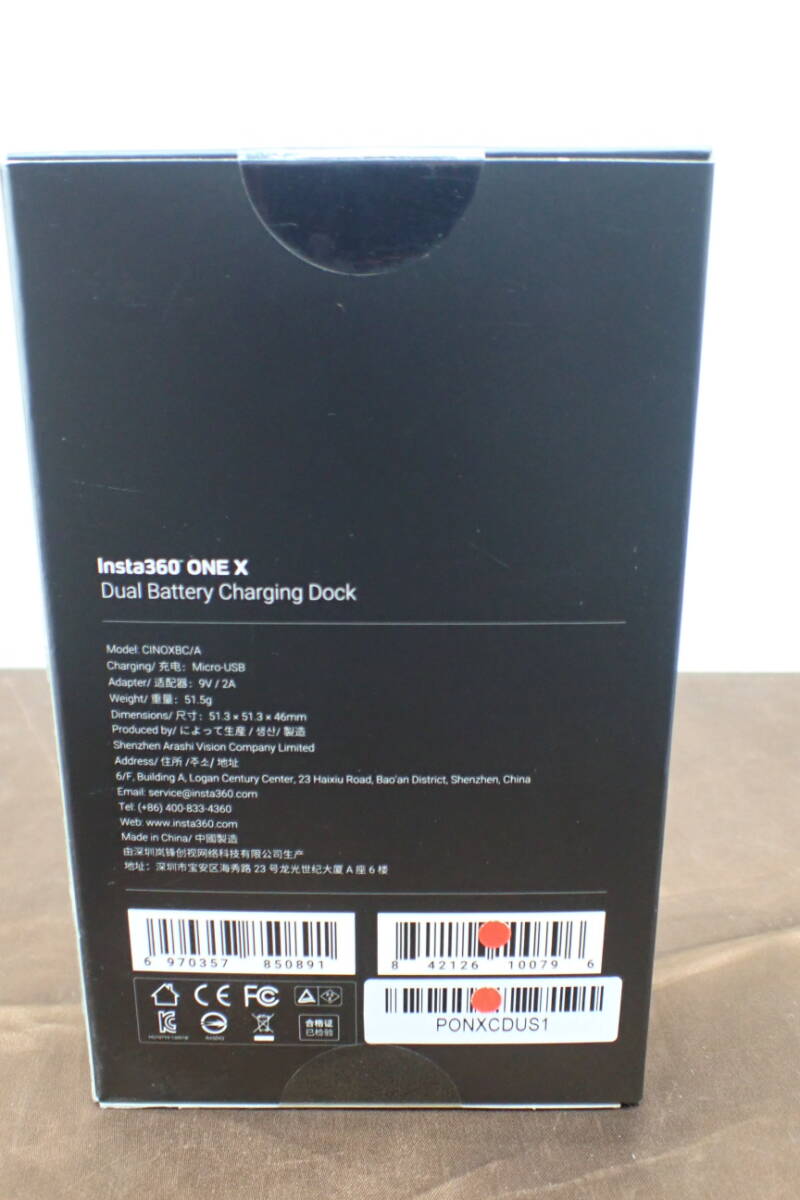 Insta360 ONE X
Dual Battery Charging Dock
Model: CINOXBC/A
Charging/ 充电: Micro-USB
Adapter/ 适配器: 9V / 2A
Weight/ 重量: 51.5g
Dimensions/ 尺寸: 51.3 × 51.3 × 46mm
Produced by/ によって生産 / 생산/ 製造
Shenzhen Arashi Vision Company Limited
Address/ 住所 /주소/ 地址
6/F, Building A, Logan Century Center, 23 Haixiu Road, Bao'an District, Shenzhen, China
Email: service@insta360.com
Tel: (+86) 400-833-4360
Web: www.insta360.com
Made in China/ 中國製造
由深圳岚锋创视网络科技有限公司生产
地址: 深圳市宝安区海秀路 23 号龙光世纪大厦 A 座 6 楼
6 970357 850891
8 42126 10079 6
CE FC
合格证
已检验
PONXCDUS1